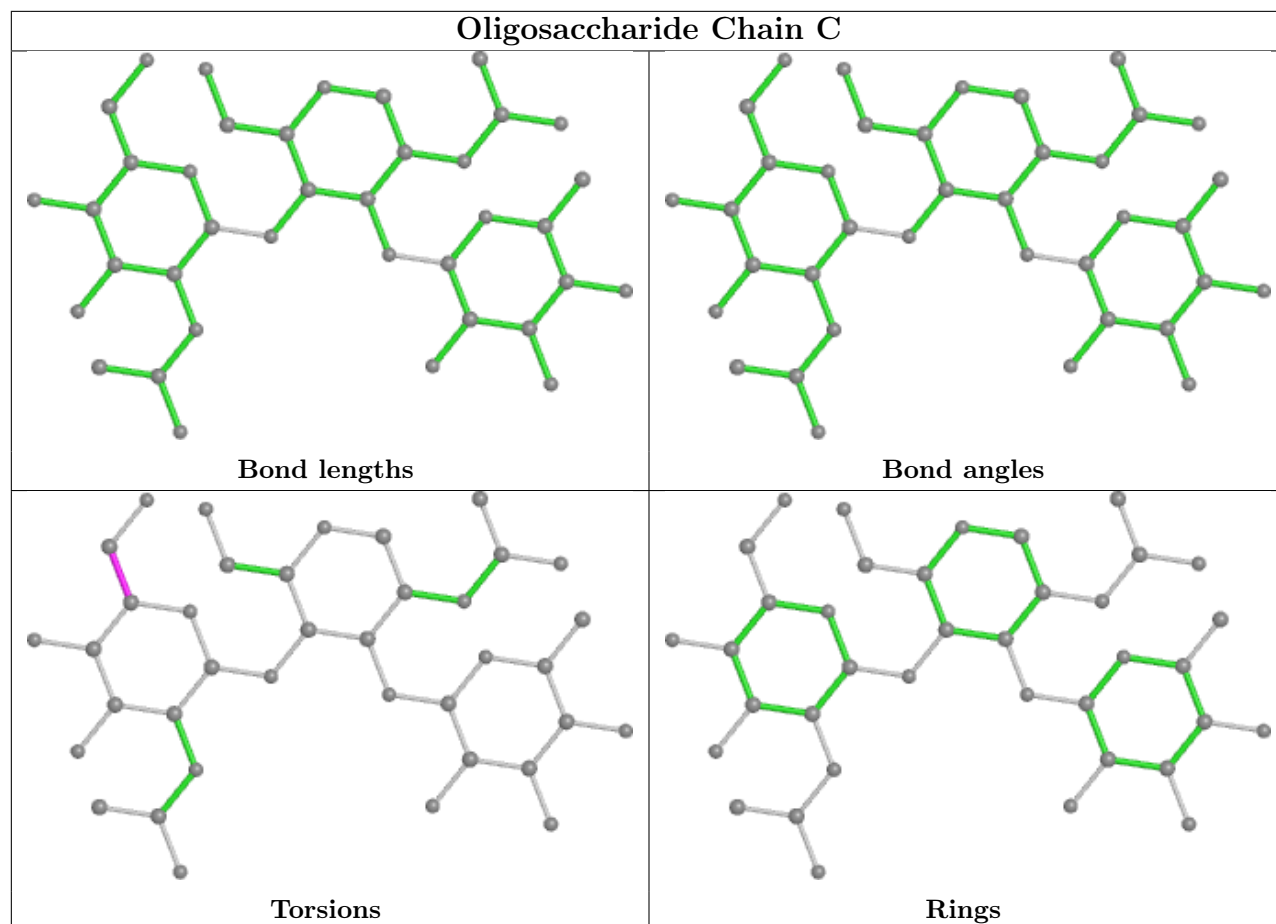 Oligosaccharide Chain C
Bond lengths
Bond angles
Torsions
Rings